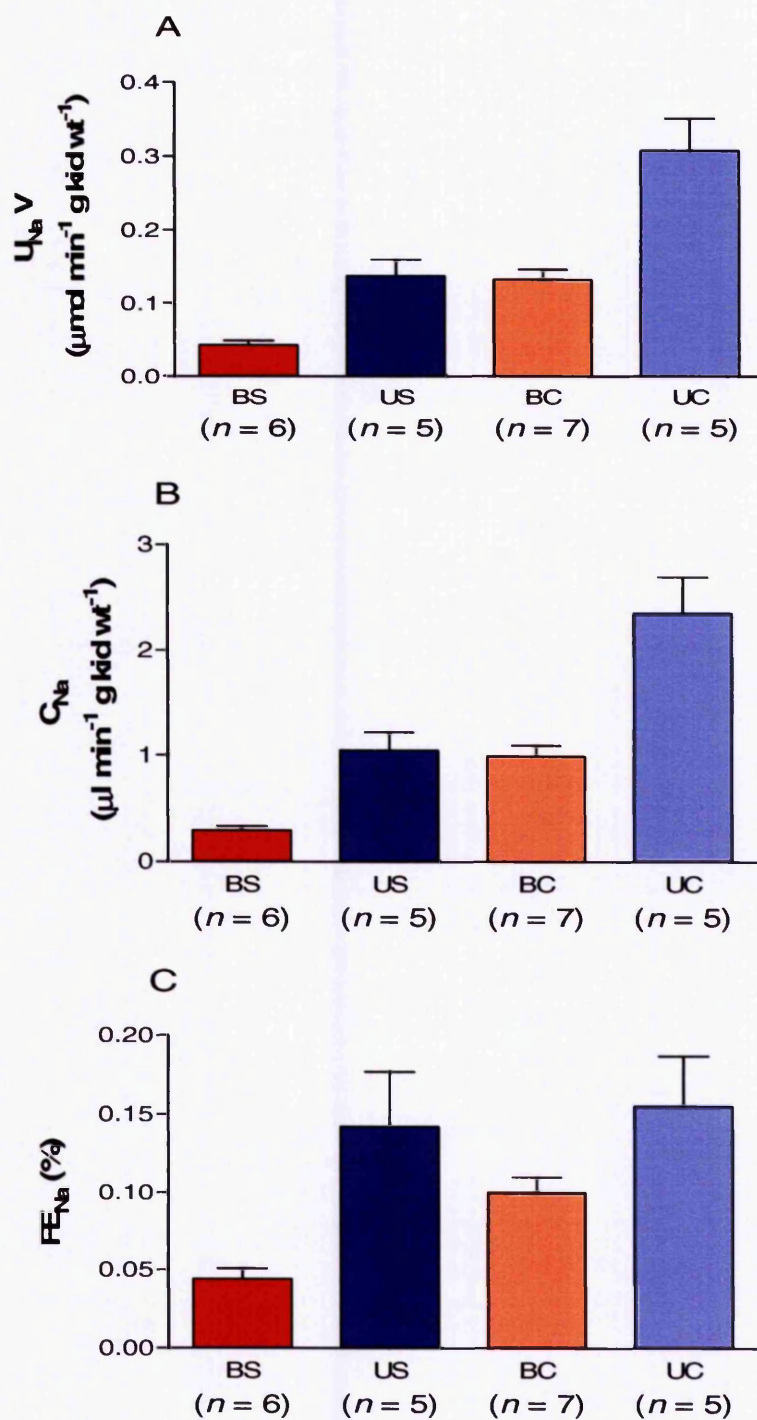 A
U_Na V
(μmol min⁻¹ g kid wt⁻¹)
0.4
0.3
0.2
0.1
0.0
BS US BC UC
(n = 6) (n = 5) (n = 7) (n = 5)
B
C_Na
(μl min⁻¹ g kid wt⁻¹)
3
2
1
0
BS US BC UC
(n = 6) (n = 5) (n = 7) (n = 5)
C
FE_Na (%)
0.20
0.15
0.10
0.05
0.00
BS US BC UC
(n = 6) (n = 5) (n = 7) (n = 5)